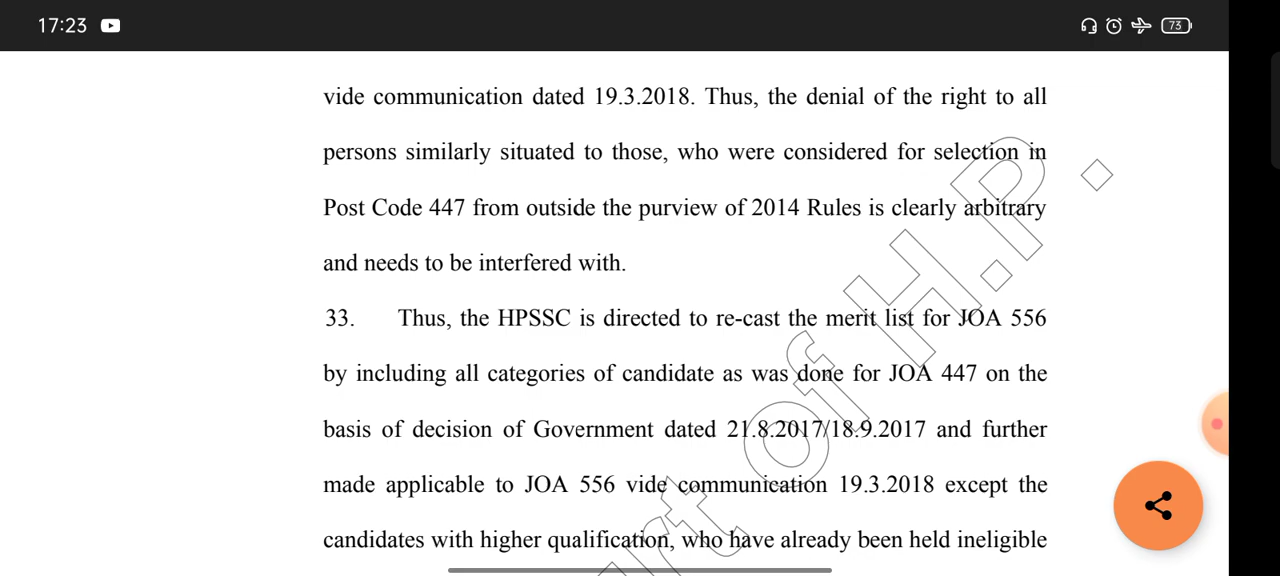 17:23
73
vide communication dated 19.3.2018. Thus, the denial of the right to all
persons similarly situated to those, who were considered for selection in
Post Code 447 from outside the purview of 2014 Rules is clearly arbitrary
and needs to be interfered with.
33. Thus, the HPSSC is directed to re-cast the merit list for JOA 556
by including all categories of candidate as was done for JOA 447 on the
basis of decision of Government dated 21.8.2017/18.9.2017 and further
made applicable to JOA 556 vide communication 19.3.2018 except the
candidates with higher qualification, who have already been held ineligible
urt of H.P.